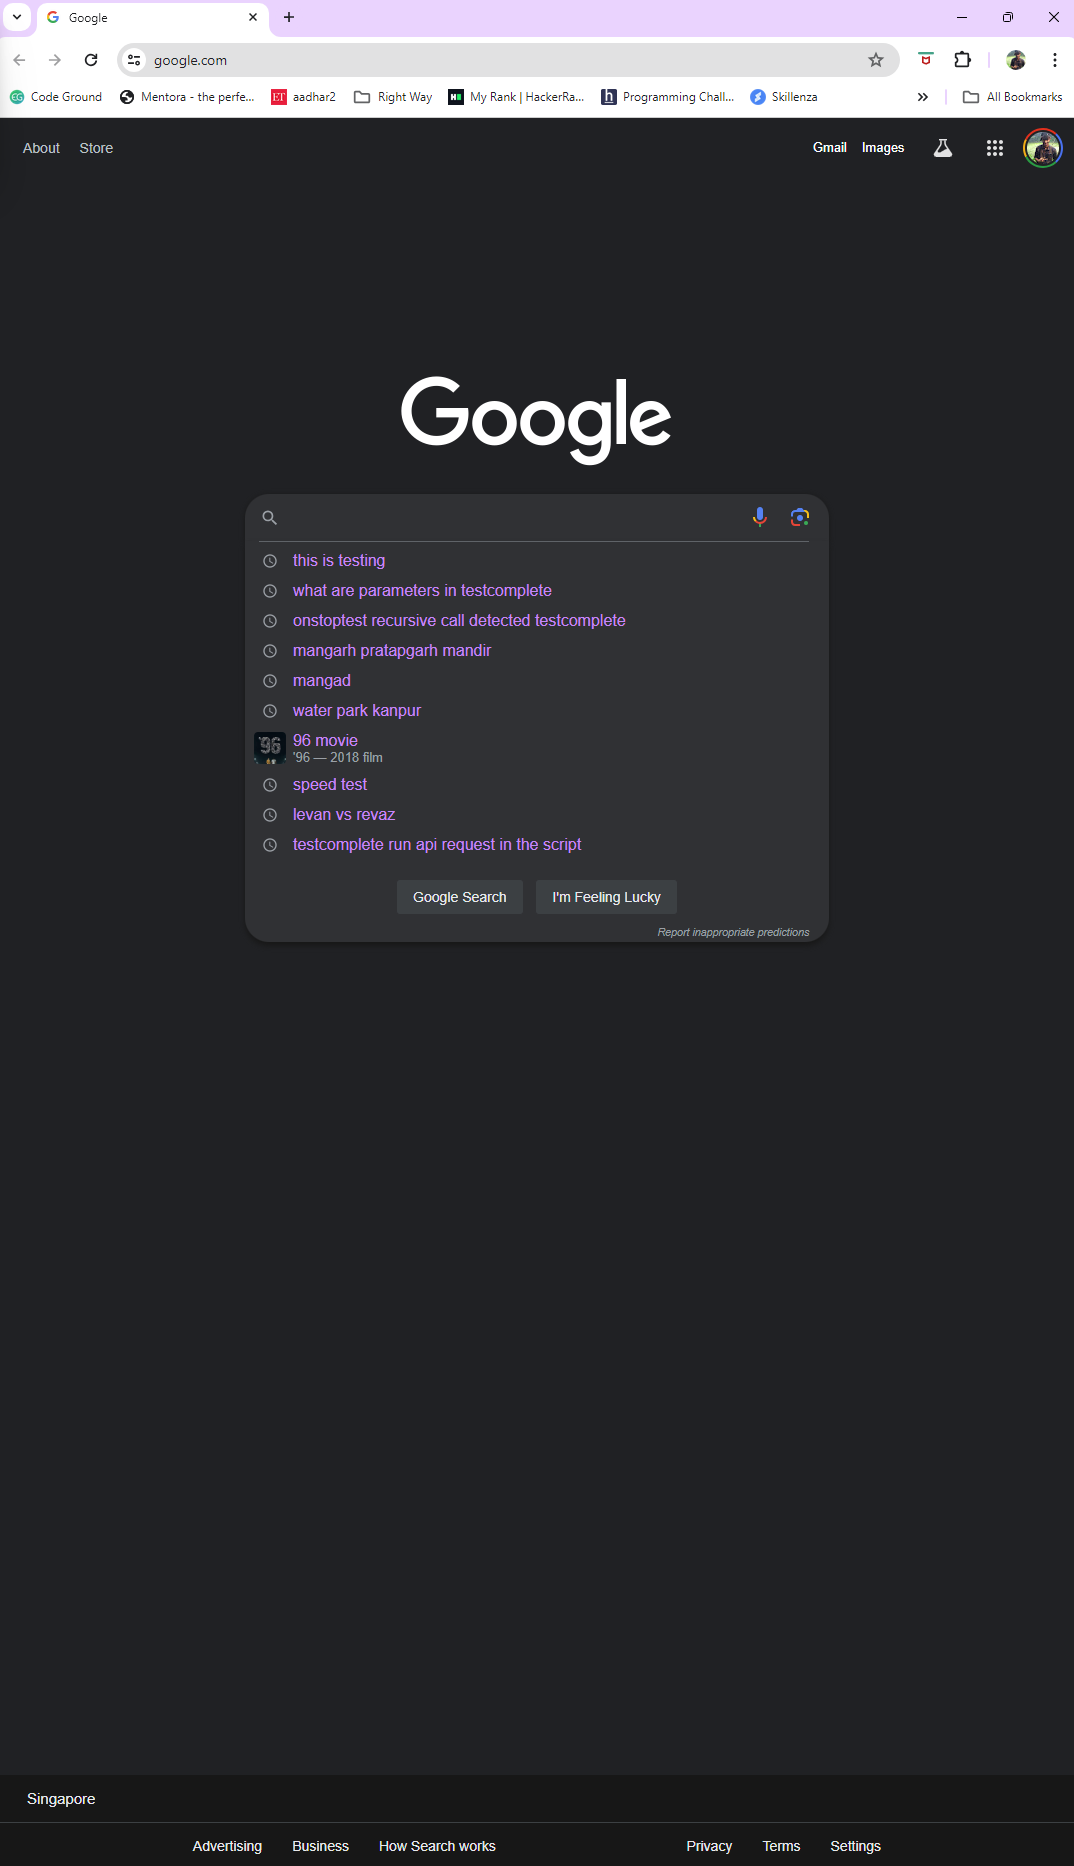 Google
google.com
Code Ground Mentora - the perfe... aadhar2 Right Way My Rank | HackerRa... Programming Chall... Skillenza All Bookmarks
About Store Gmail Images
Google
this is testing
what are parameters in testcomplete
onstoptest recursive call detected testcomplete
mangarh pratapgarh mandir
mangad
water park kanpur
96 movie
'96 — 2018 film
speed test
levan vs revaz
testcomplete run api request in the script
Google Search I'm Feeling Lucky
Report inappropriate predictions
Singapore
Advertising Business How Search works Privacy Terms Settings